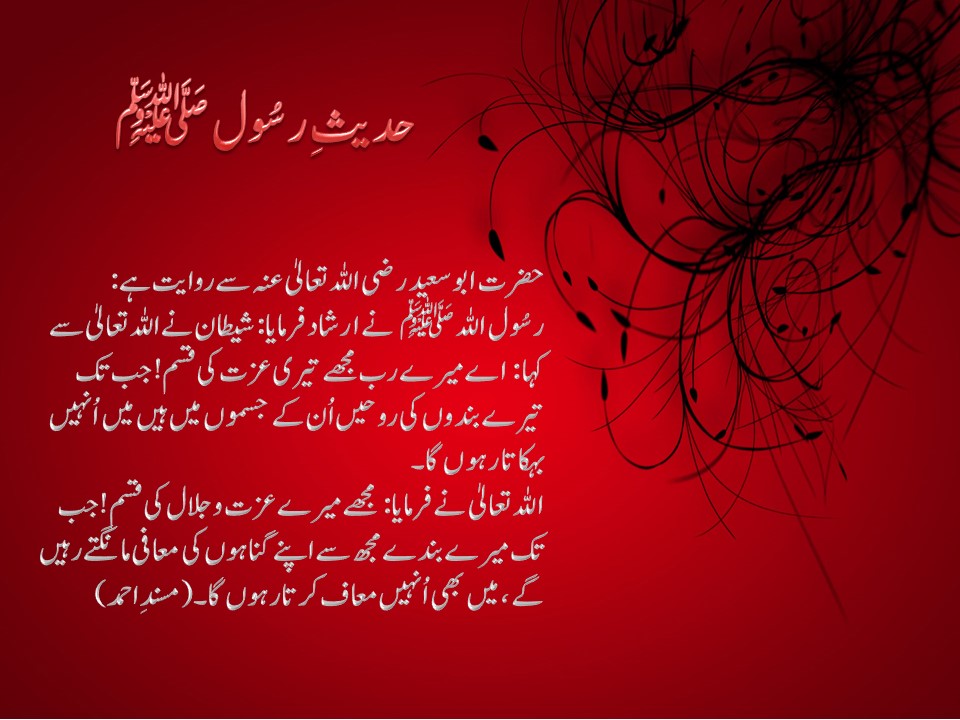 حدیثِ رسُول ﷺ
حضرت ابو سعید رضی اللہ تعالیٰ عنہ سے روایت ہے:
رسُول اللہ ﷺ نے ارشاد فرمایا: شیطان نے اللہ تعالیٰ سے
کہا: اے میرے رب مجھے تیری عزت کی قسم! جب تک
تیرے بندوں کی روحیں اُن کے جسموں میں ہیں میں اُنہیں
بہکاتا رہوں گا۔
اللہ تعالیٰ نے فرمایا: مجھے میرے عزت و جلال کی قسم! جب
تک میرے بندے مجھ سے اپنے گناہوں کی معافی مانگتے رہیں
گے، میں بھی اُنہیں معاف کرتا رہوں گا۔ (مسندِ احمد)